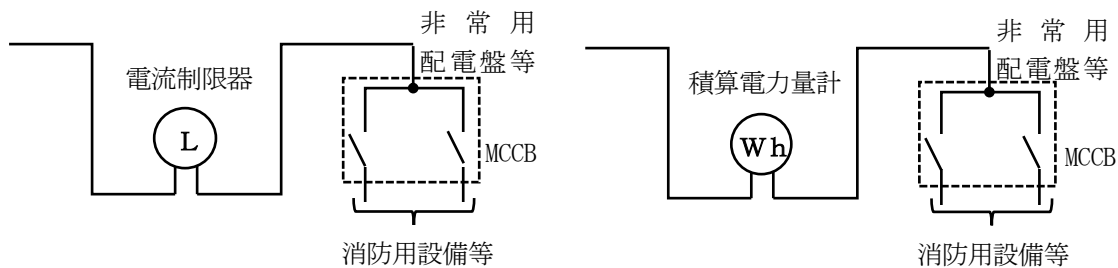 非常用
配電盤等
電流制限器
L
MCCB
消防用設備等
非常用
配電盤等
積算電力量計
Wh
MCCB
消防用設備等